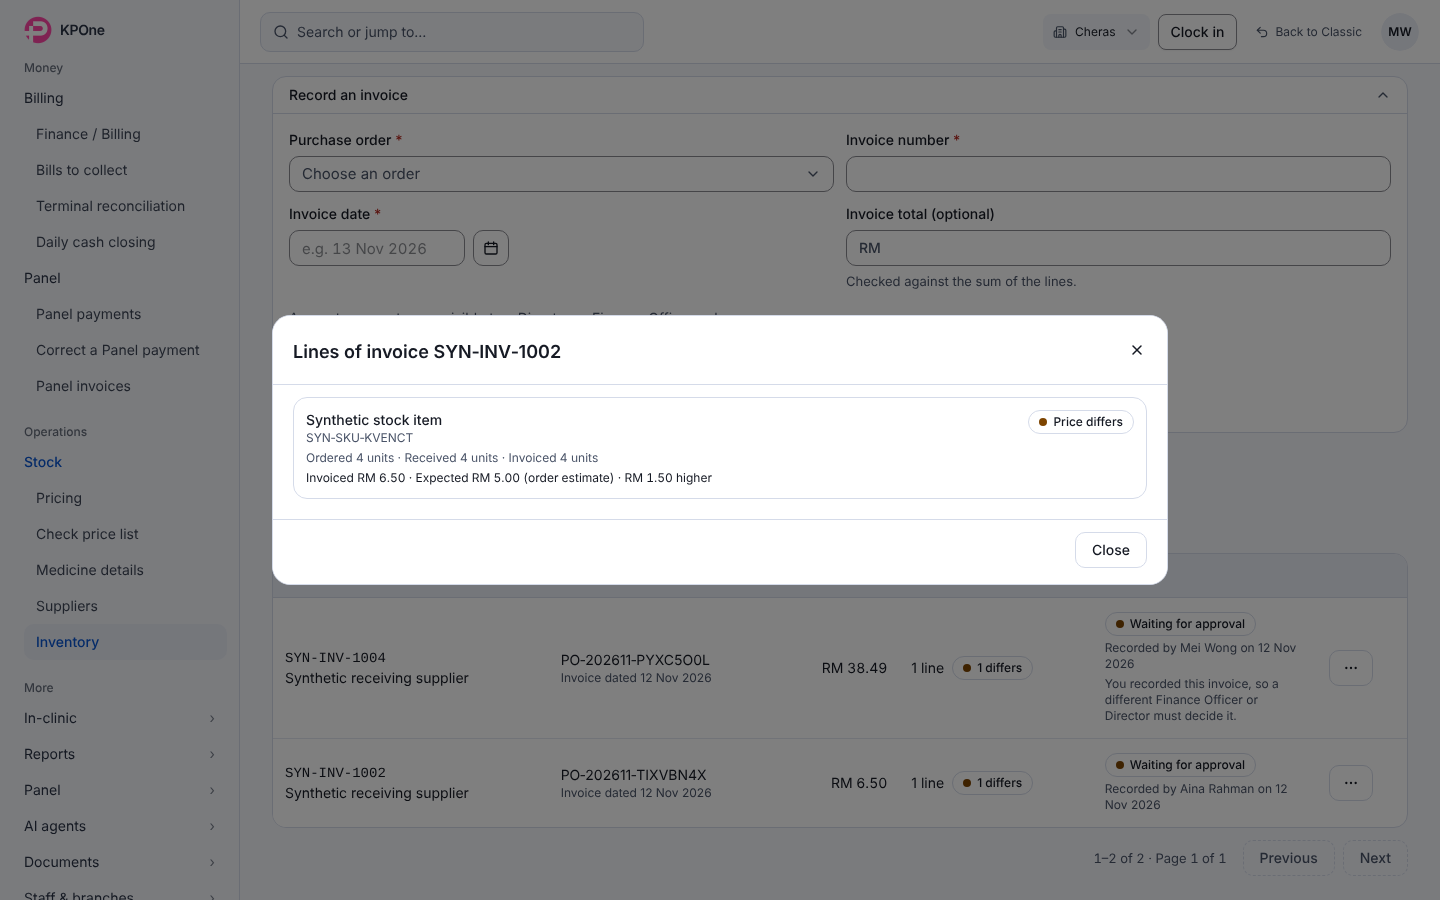 KPOne
Search or jump to...
Cheras
Clock in
Back to Classic
MW
Money
Billing
Finance / Billing
Bills to collect
Terminal reconciliation
Daily cash closing
Panel
Panel payments
Correct a Panel payment
Panel invoices
Operations
Stock
Pricing
Check price list
Medicine details
Suppliers
Inventory
More
In-clinic
Reports
Panel
AI agents
Documents
Staff & branches
Record an invoice
Purchase order *
Choose an order
Invoice number *
Invoice date *
e.g. 13 Nov 2026
Invoice total (optional)
RM
Checked against the sum of the lines.
Lines of invoice SYN-INV-1002
Synthetic stock item
Price differs
SYN-SKU-KVENCT
Ordered 4 units · Received 4 units · Invoiced 4 units
Invoiced RM 6.50 · Expected RM 5.00 (order estimate) · RM 1.50 higher
Close
SYN-INV-1004
Synthetic receiving supplier
PO-202611-PYXC5O0L
Invoice dated 12 Nov 2026
RM 38.49
1 line
1 differs
Waiting for approval
Recorded by Mei Wong on 12 Nov
2026
You recorded this invoice, so a
different Finance Officer or
Director must decide it.
SYN-INV-1002
Synthetic receiving supplier
PO-202611-TIXVBN4X
Invoice dated 12 Nov 2026
RM 6.50
1 line
1 differs
Waiting for approval
Recorded by Aina Rahman on 12
Nov 2026
1–2 of 2 · Page 1 of 1
Previous
Next